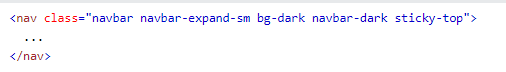 <nav class="navbar navbar-expand-sm bg-dark navbar-dark sticky-top">
  ...
</nav>